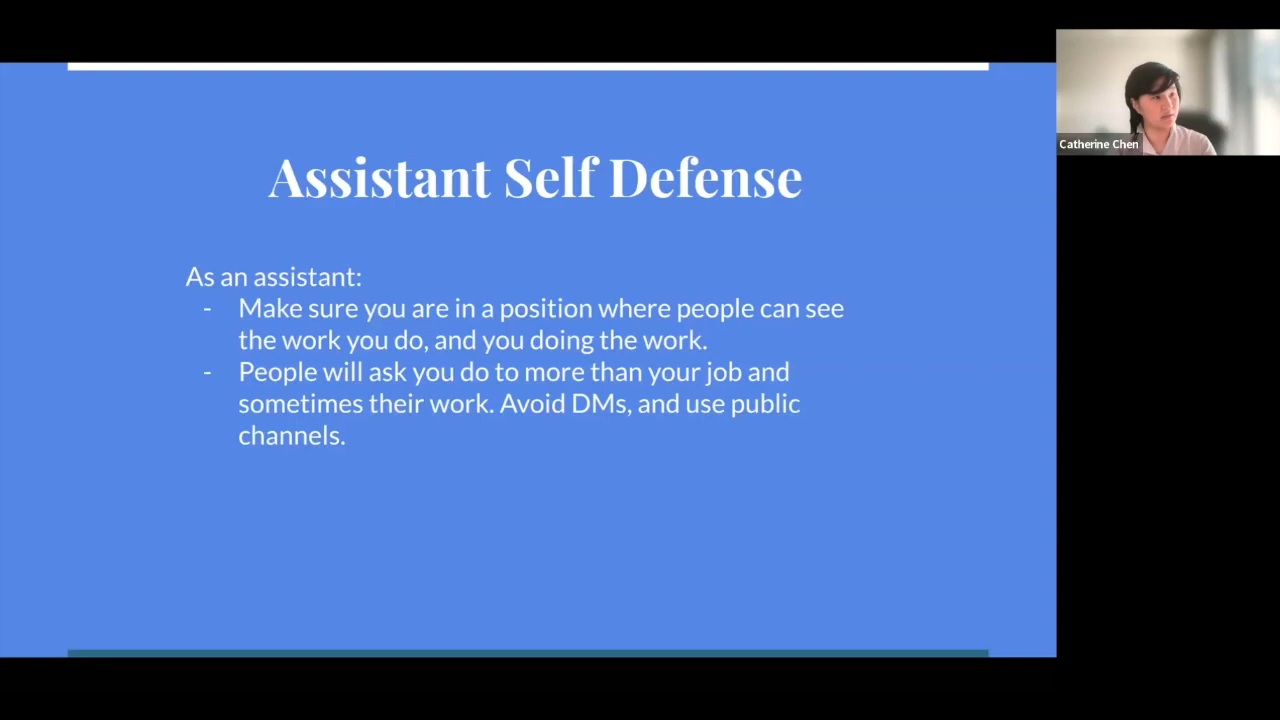 Assistant Self Defense
As an assistant:
- Make sure you are in a position where people can see
the work you do, and you doing the work.
- People will ask you do to more than your job and
sometimes their work. Avoid DMs, and use public
channels.
Catherine Chen